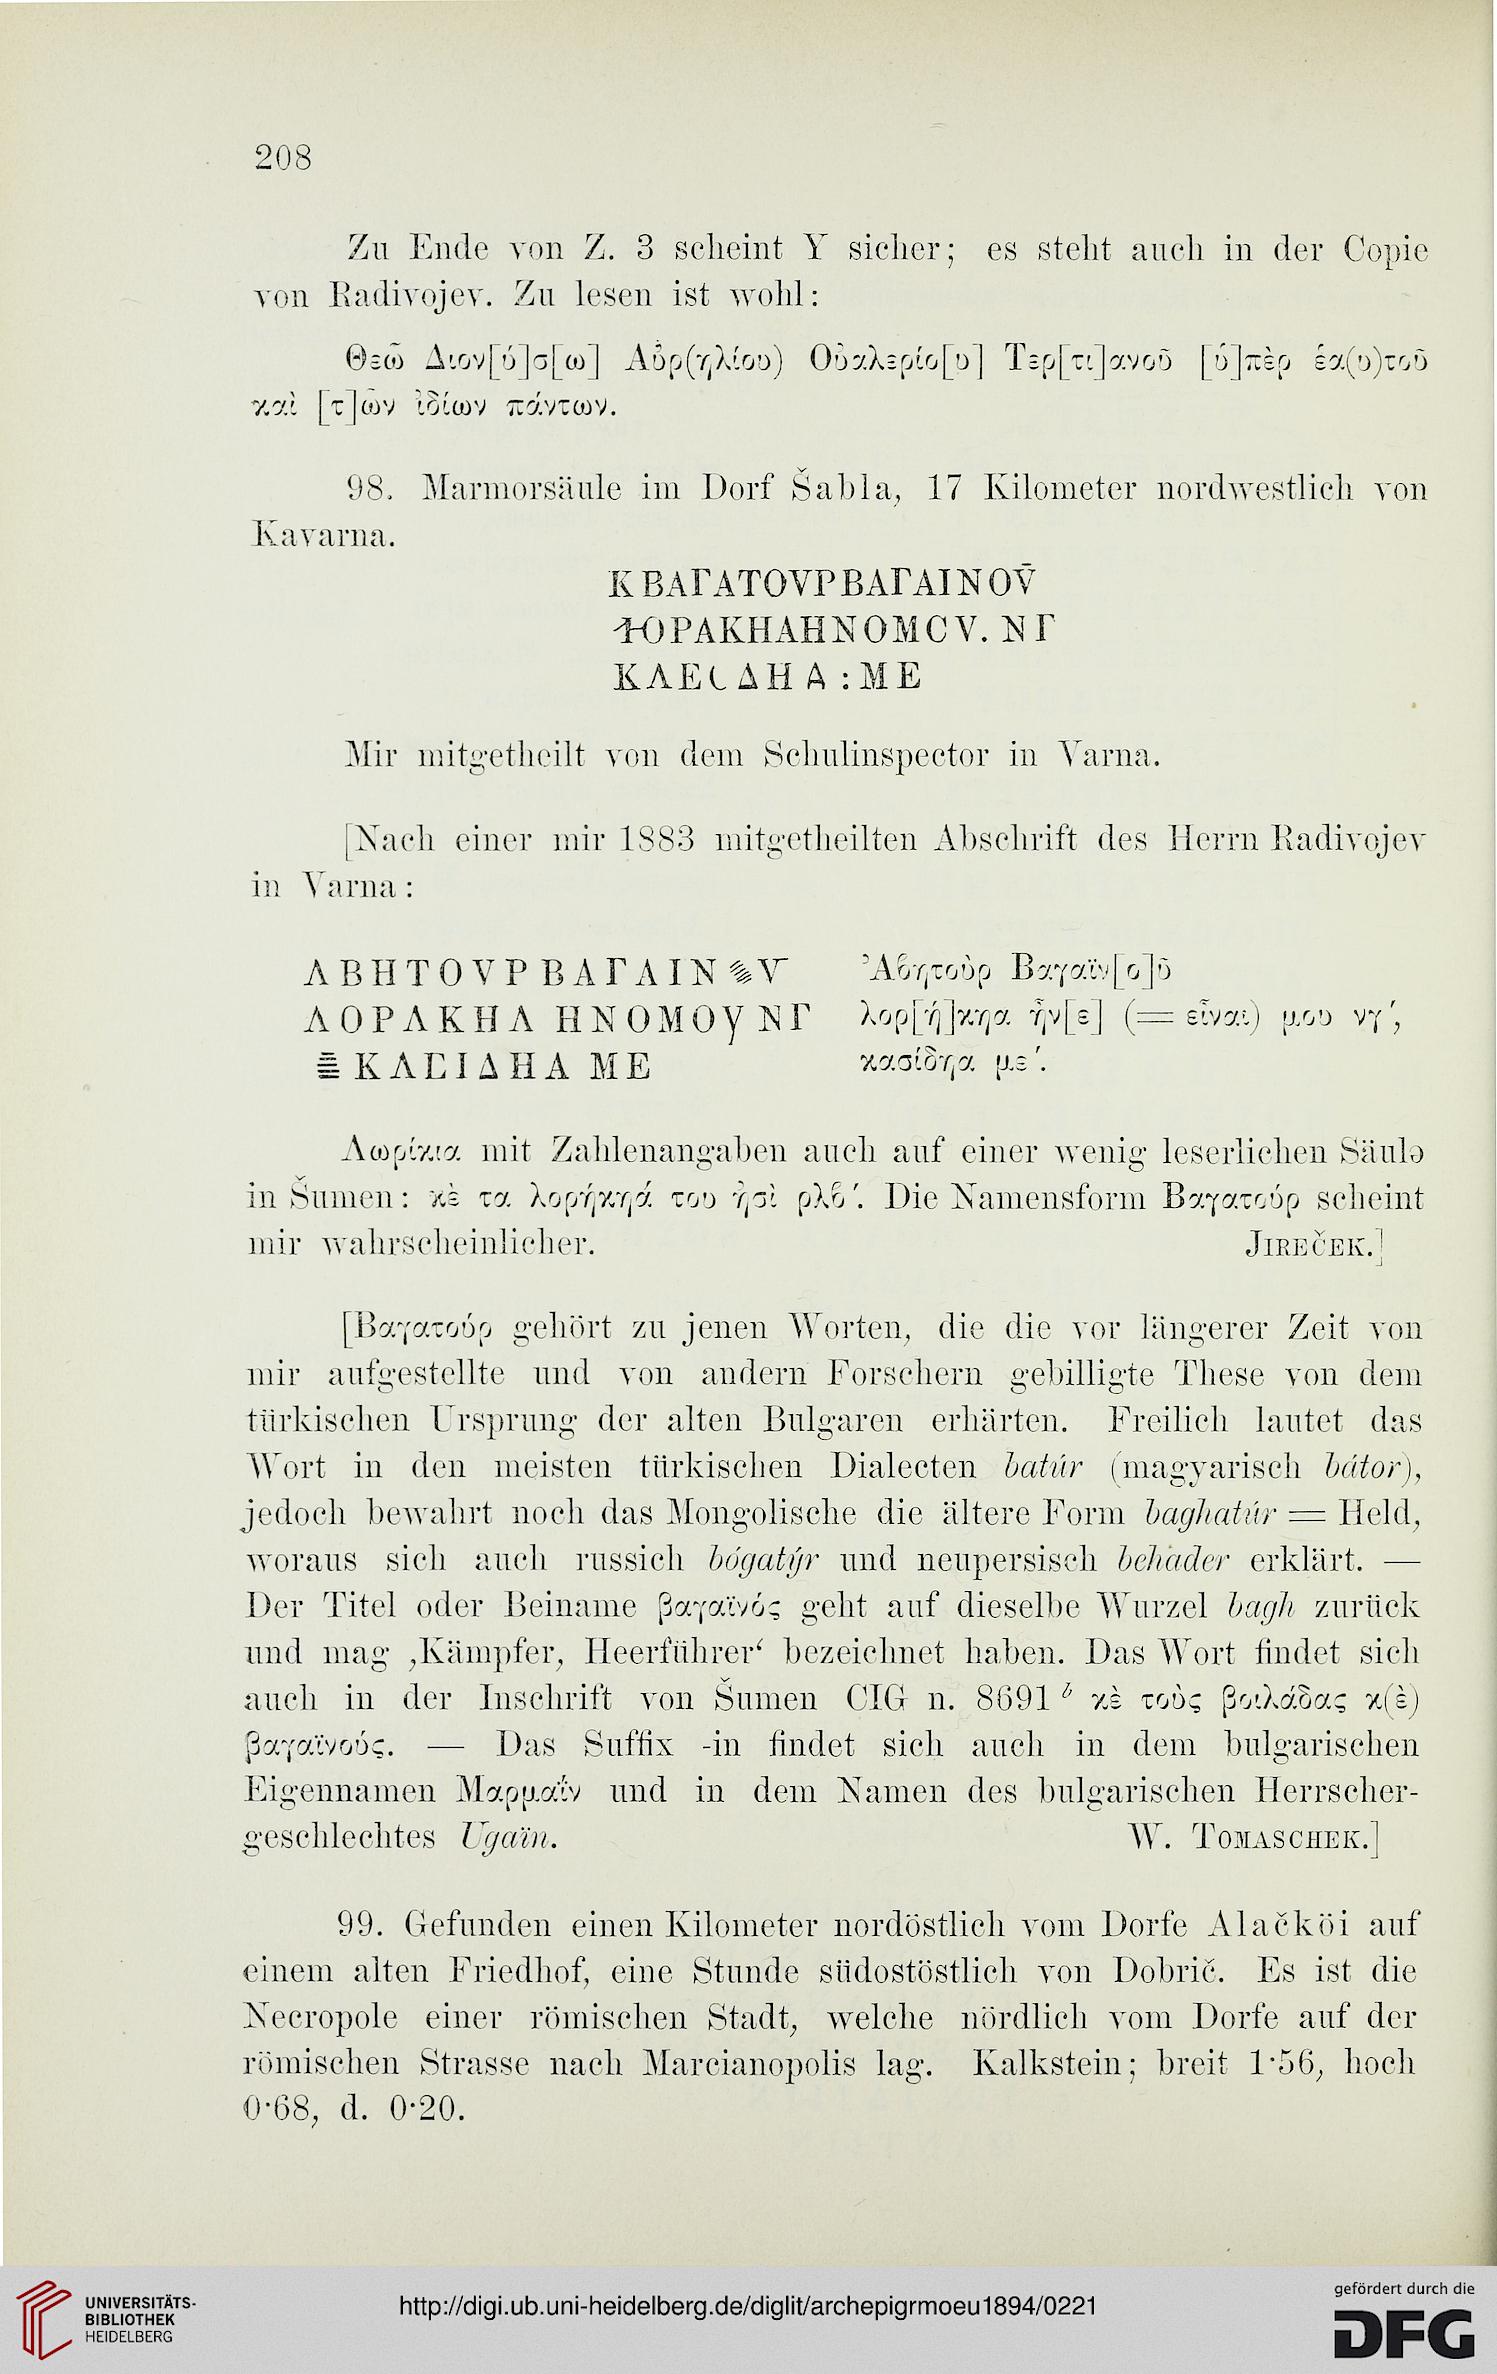 208
Zu Ende von Z. 3 scheint Y sicher; es steht auch in der Copie
von Radivojev. Zu lesen ist wohl:
Θεῶ Διον[ύ]σ[ω] Αὐρ(ηλίου) Οὐαλερίο[υ] Τερ[τι]ανοῦ [ὑ]πὲρ ἑα(υ)τοῦ
καὶ [τ]ῶν ἰδίων πάντων.
98. Marmorsäule im Dorf Šabla, 17 Kilometer nordwestlich von
Kavarna.
ΚΒΑΓΑΤΟVΡΒΑΓΑΙΝΟV̄
ΟΡΑΚΗΑΗΝΟΜCV. ΝΓ
ΚΛΕCΔΗΑ:ΜΕ
Mir mitgetheilt von dem Schulinspector in Varna.
[Nach einer mir 1883 mitgetheilten Abschrift des Herrn Radivojev
in Varna:
ΛΒΗΤΟVΡΒΑΓΑΙΝ V Ἀβητοὺρ Βαγαϊν[ο]ῦ
ΛΟΡΛΚΗΛ ΗΝΟΜΟy ΝΓ λορ[ή]κηα ἦν[ε] (= εἶναι) μου νγ′,
ΚΛΕΙΔΗΑ ΜΕ κασίδηα με′.
Λωρίκια mit Zahlenangaben auch auf einer wenig leserlichen Säule
in Šumen: κὲ τα λορήκηά του ἠσὶ ρλβ′. Die Namensform Βαγατούρ scheint
mir wahrscheinlicher. JIREČEK.]
[Βαγατούρ gehört zu jenen Worten, die die vor längerer Zeit von
mir aufgestellte und von andern Forschern gebilligte These von dem
türkischen Ursprung der alten Bulgaren erhärten. Freilich lautet das
Wort in den meisten türkischen Dialecten batúr (magyarisch bátor),
jedoch bewahrt noch das Mongolische die ältere Form baghatúr = Held,
woraus sich auch russich bógatýr und neupersisch behader erklärt. —
Der Titel oder Beiname βαγαϊνός geht auf dieselbe Wurzel bagh zurück
und mag ‚Kämpfer, Heerführer‘ bezeichnet haben. Das Wort findet sich
auch in der Inschrift von Šumen CIG n. 8691 b κὲ τοὺς βοιλάδας κ(ὲ)
βαγαϊνούς. — Das Suffix -in findet sich auch in dem bulgarischen
Eigennamen Μαρμαΐν und in dem Namen des bulgarischen Herrscher-
geschlechtes Ugaïn. W. TOMASCHEK.]
99. Gefunden einen Kilometer nordöstlich vom Dorfe Alačköi auf
einem alten Friedhof, eine Stunde südostöstlich von Dobrič. Es ist die
Necropole einer römischen Stadt, welche nördlich vom Dorfe auf der
römischen Strasse nach Marcianopolis lag. Kalkstein; breit 1·56, hoch
0·68, d. 0·20.
UNIVERSITÄTS-
BIBLIOTHEK
HEIDELBERG
http://digi.ub.uni-heidelberg.de/diglit/archepigrmoeu1894/0221
gefördert durch die
DFG